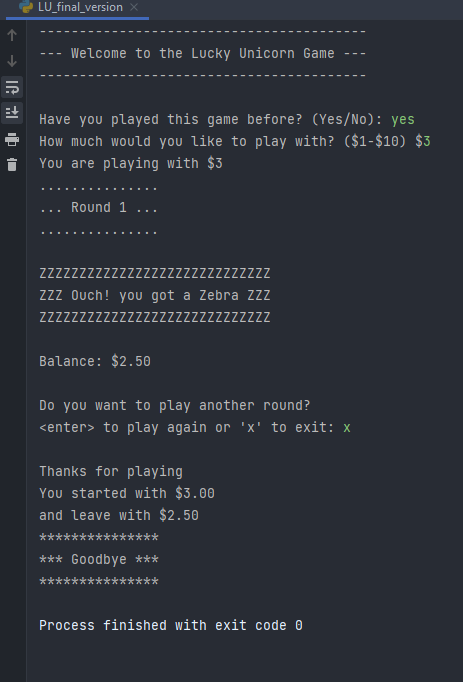 LU_final_version
-----------------------------------------
--- Welcome to the Lucky Unicorn Game ---
-----------------------------------------
Have you played this game before? (Yes/No): yes
How much would you like to play with? ($1-$10) $3
You are playing with $3
...............
... Round 1 ...
...............
ZZZZZZZZZZZZZZZZZZZZZZZZZZZZZ
ZZZ Ouch! you got a Zebra ZZZ
ZZZZZZZZZZZZZZZZZZZZZZZZZZZZZ
Balance: $2.50
Do you want to play another round?
<enter> to play again or 'x' to exit: x
Thanks for playing
You started with $3.00
and leave with $2.50
***************
*** Goodbye ***
***************
Process finished with exit code 0